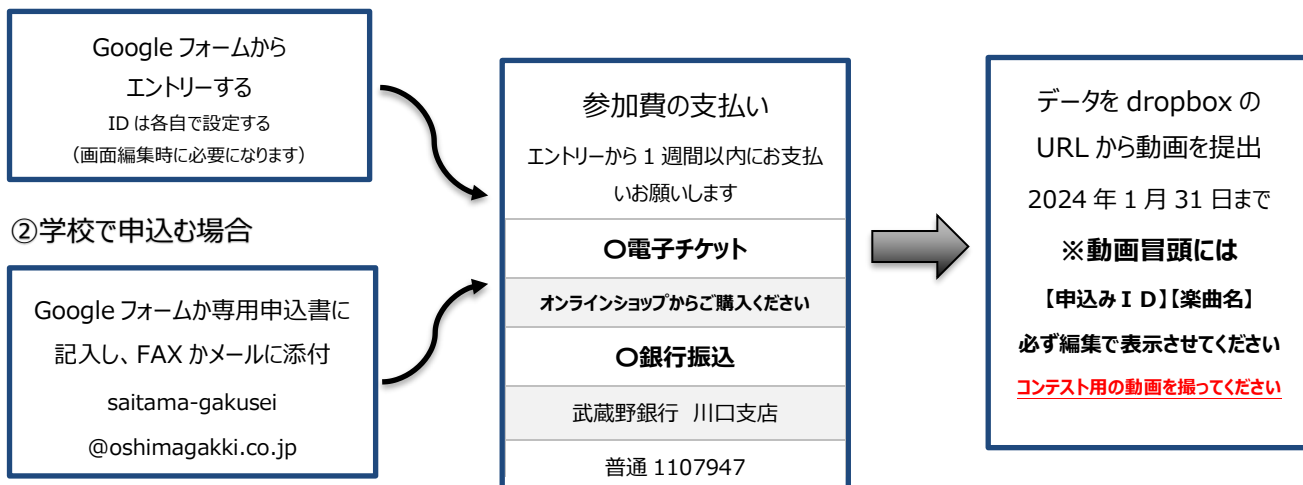 Google フォームから
エントリーする
ID は各自で設定する
（画面編集時に必要になります）
②学校で申込む場合
Google フォームか専用申込書に
記入し、FAX かメールに添付
saitama-gakusei
@oshimagakki.co.jp
参加費の支払い
エントリーから 1 週間以内にお支払
いお願いします
〇電子チケット
オンラインショップからご購入ください
〇銀行振込
武蔵野銀行 川口支店
普通 1107947
データを dropbox の
URL から動画を提出
2024 年 1 月 31 日まで
※動画冒頭には
【申込みＩＤ】【楽曲名】
必ず編集で表示させてください
コンテスト用の動画を撮ってください